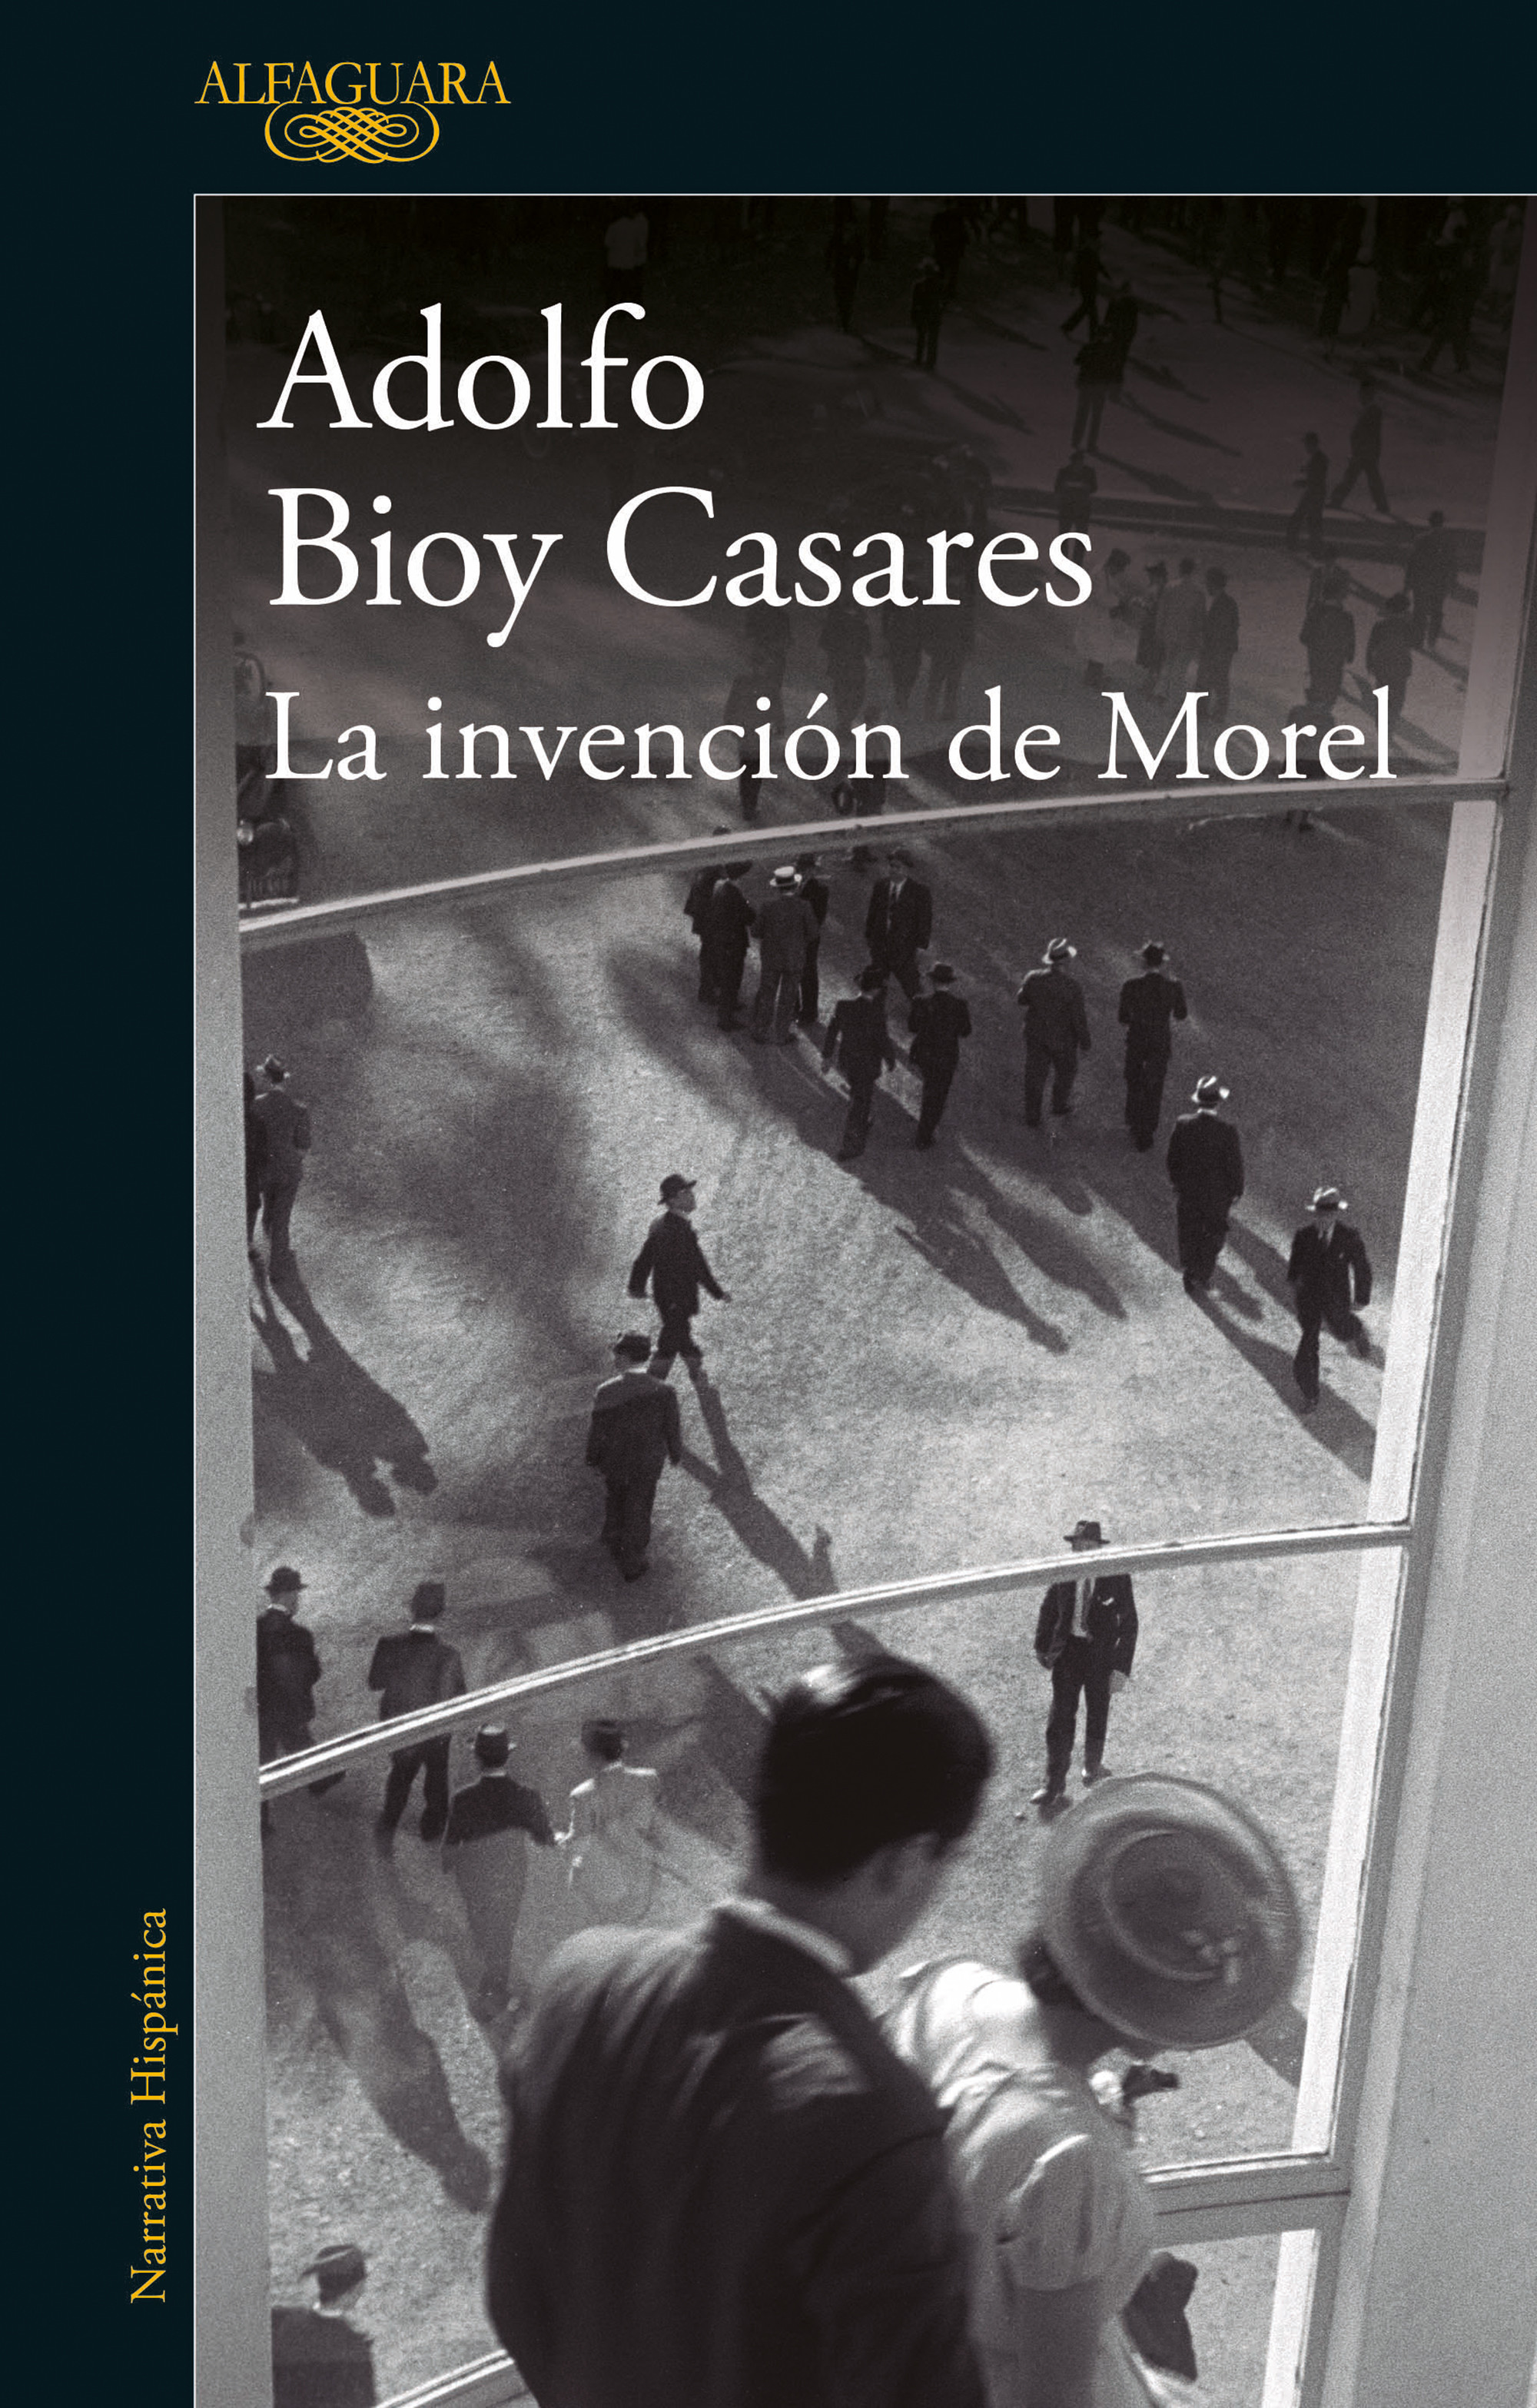 ALFAGUARA
Adolfo
Bioy Casares
La invención de Morel
Narrativa Hispánica